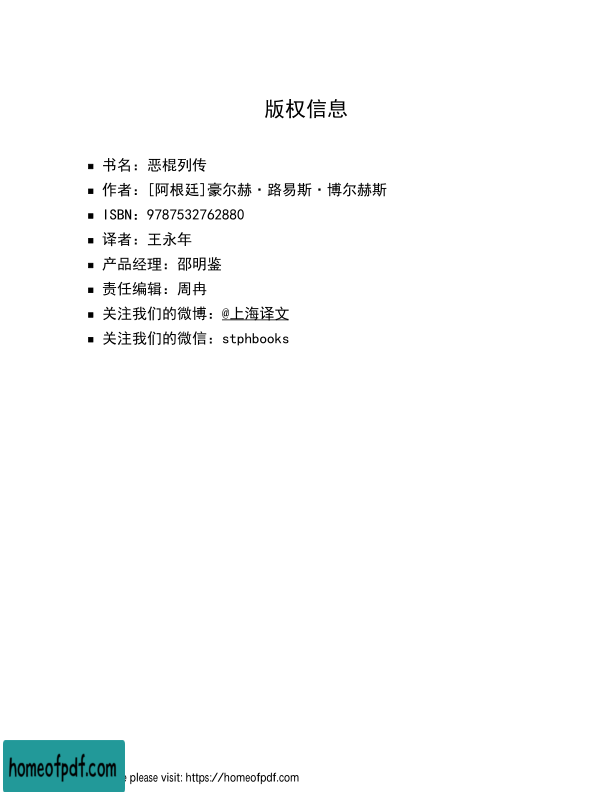 版权信息
▪ 书名：恶棍列传
▪ 作者：[阿根廷]豪尔赫·路易斯·博尔赫斯
▪ ISBN：9787532762880
▪ 译者：王永年
▪ 产品经理：邵明鉴
▪ 责任编辑：周冉
▪ 关注我们的微博：@上海译文
▪ 关注我们的微信：stphbooks
homeofpdf.com
please visit: https://homeofpdf.com